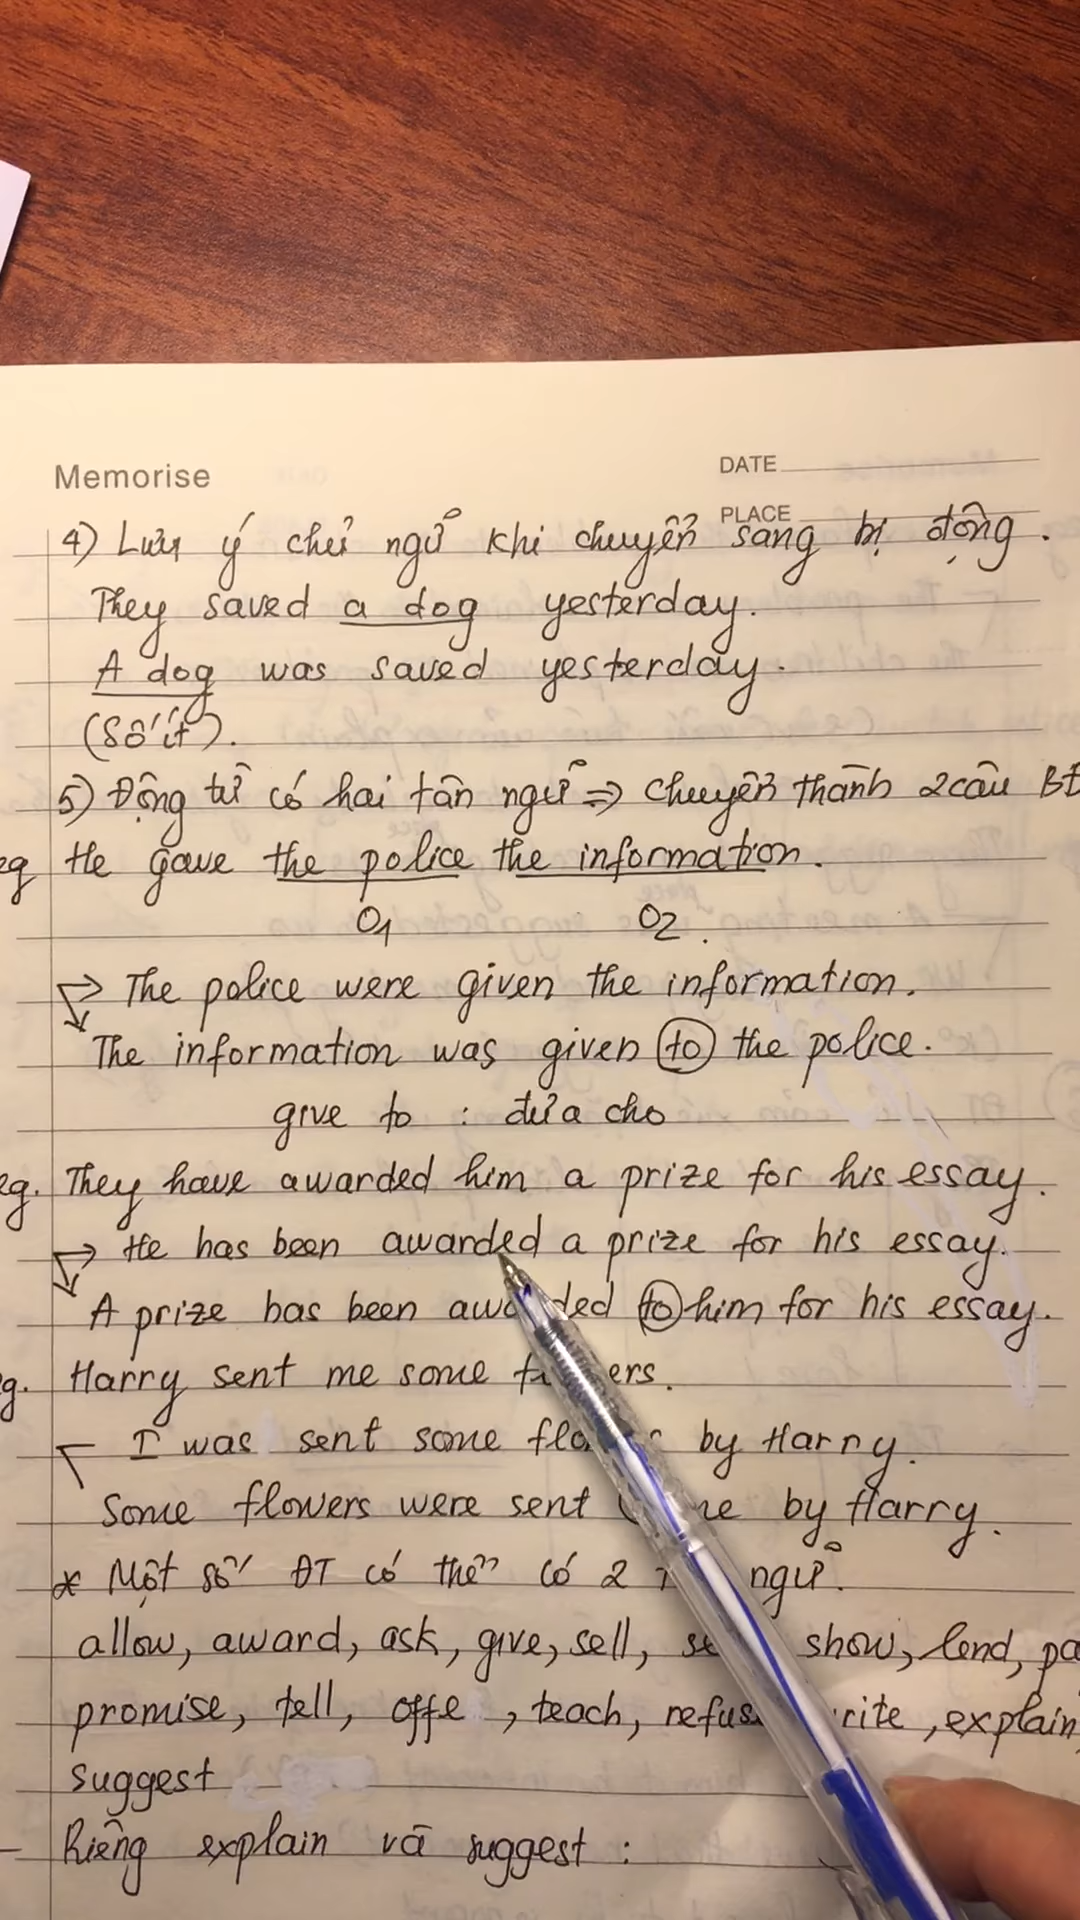 Memorise
DATE
PLACE
4) Lưu ý chủ ngữ khi chuyển sang bị động.
They saved a dog yesterday.
A dog was saved yesterday.
(Số ít).
5) Động từ có hai tân ngữ => chuyển thành 2 câu BĐ
eg He gave the police the information.
O1 O2.
The police were given the information.
The information was given to the police.
give to : đưa cho
eg. They have awarded him a prize for his essay.
He has been awarded a prize for his essay.
A prize has been to him for his essay.
g. Harry sent me some
I was sent some by Harry.
Some flowers were sent by Harry.
* Một số ĐT có thể có 2 ngữ.
allow, award, ask, give, sell, show, lend,
promise, tell, offe , teach, , explain,
suggest
- Riêng explain và suggest :